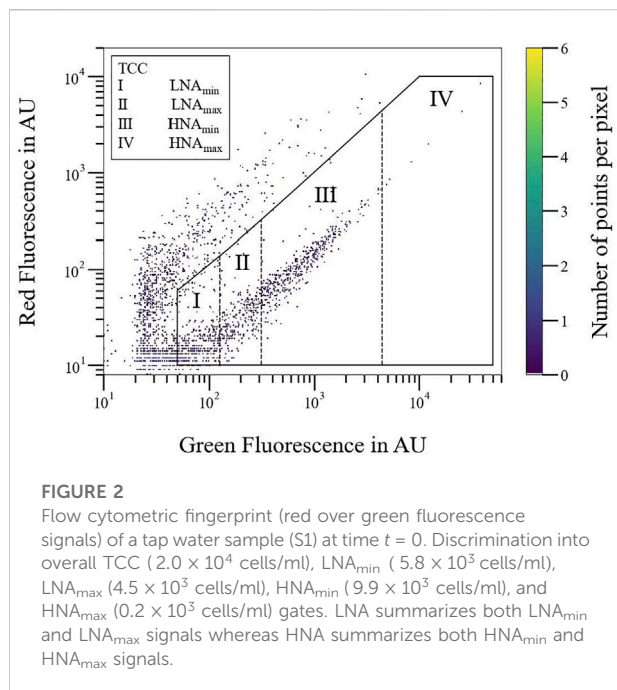 10⁴
10³
10²
10¹
Red Fluorescence in AU
TCC
I LNAmin
II LNAmax
III HNAmin
IV HNAmax
I
II
III
IV
10¹
10²
10³
10⁴
Green Fluorescence in AU
6
5
4
3
2
1
0
Number of points per pixel
FIGURE 2
Flow cytometric fingerprint (red over green fluorescence
signals) of a tap water sample (S1) at time t = 0. Discrimination into
overall TCC ( 2.0 × 10⁴ cells/ml), LNAmin ( 5.8 × 10³ cells/ml),
LNAmax (4.5 × 10³ cells/ml), HNAmin ( 9.9 × 10³ cells/ml), and
HNAmax (0.2 × 10³ cells/ml) gates. LNA summarizes both LNAmin
and LNAmax signals whereas HNA summarizes both HNAmin and
HNAmax signals.